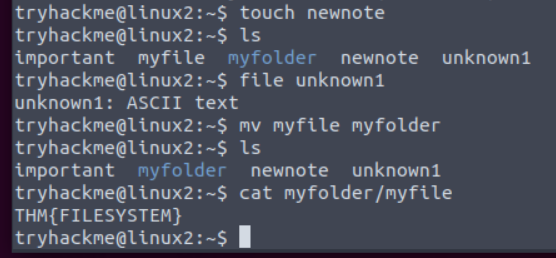 tryhackme@linux2:~$ touch newnote
tryhackme@linux2:~$ ls
important  myfile  myfolder  newnote  unknown1
tryhackme@linux2:~$ file unknown1
unknown1: ASCII text
tryhackme@linux2:~$ mv myfile myfolder
tryhackme@linux2:~$ ls
important  myfolder  newnote  unknown1
tryhackme@linux2:~$ cat myfolder/myfile
THM{FILESYSTEM}
tryhackme@linux2:~$